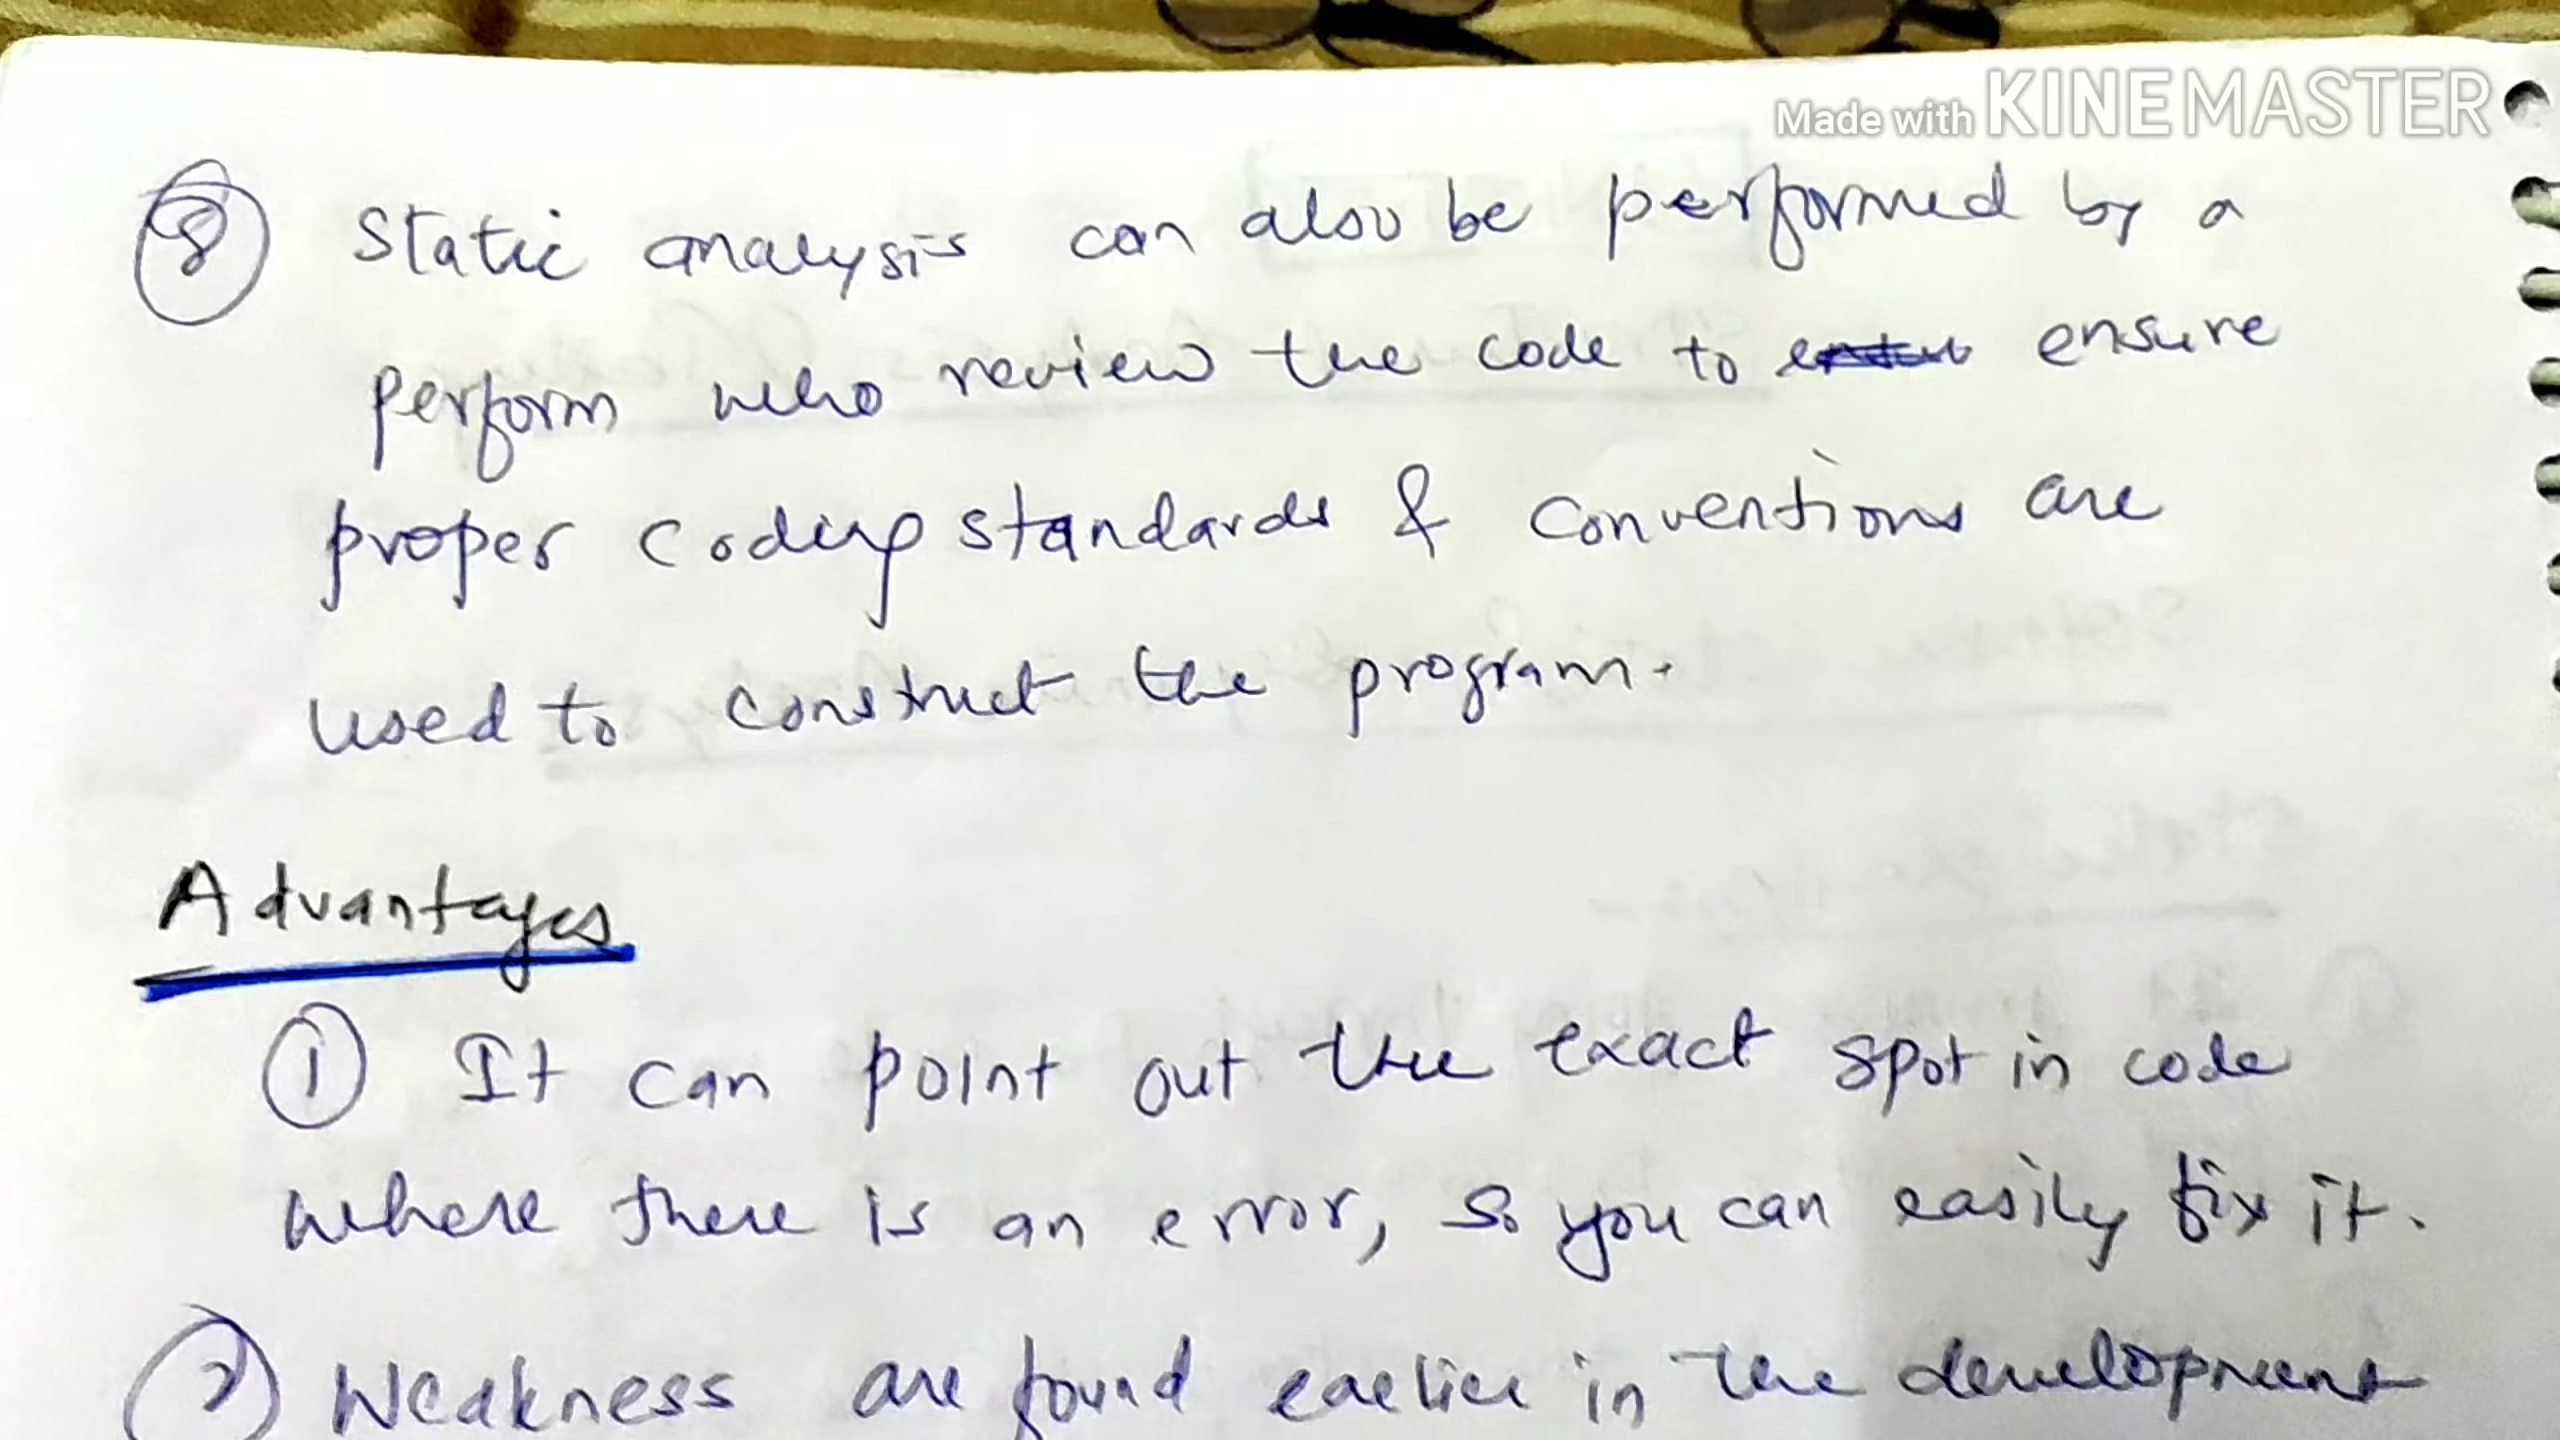 Made with KINEMASTER
⑧ Static analysis can also be performed by a
perform who review the code to ensure
proper coding standards & conventions are
used to construct the program.
Advantages
① It can point out the exact spot in code
where there is an error, so you can easily fix it.
② Weakness are found earlier in the development